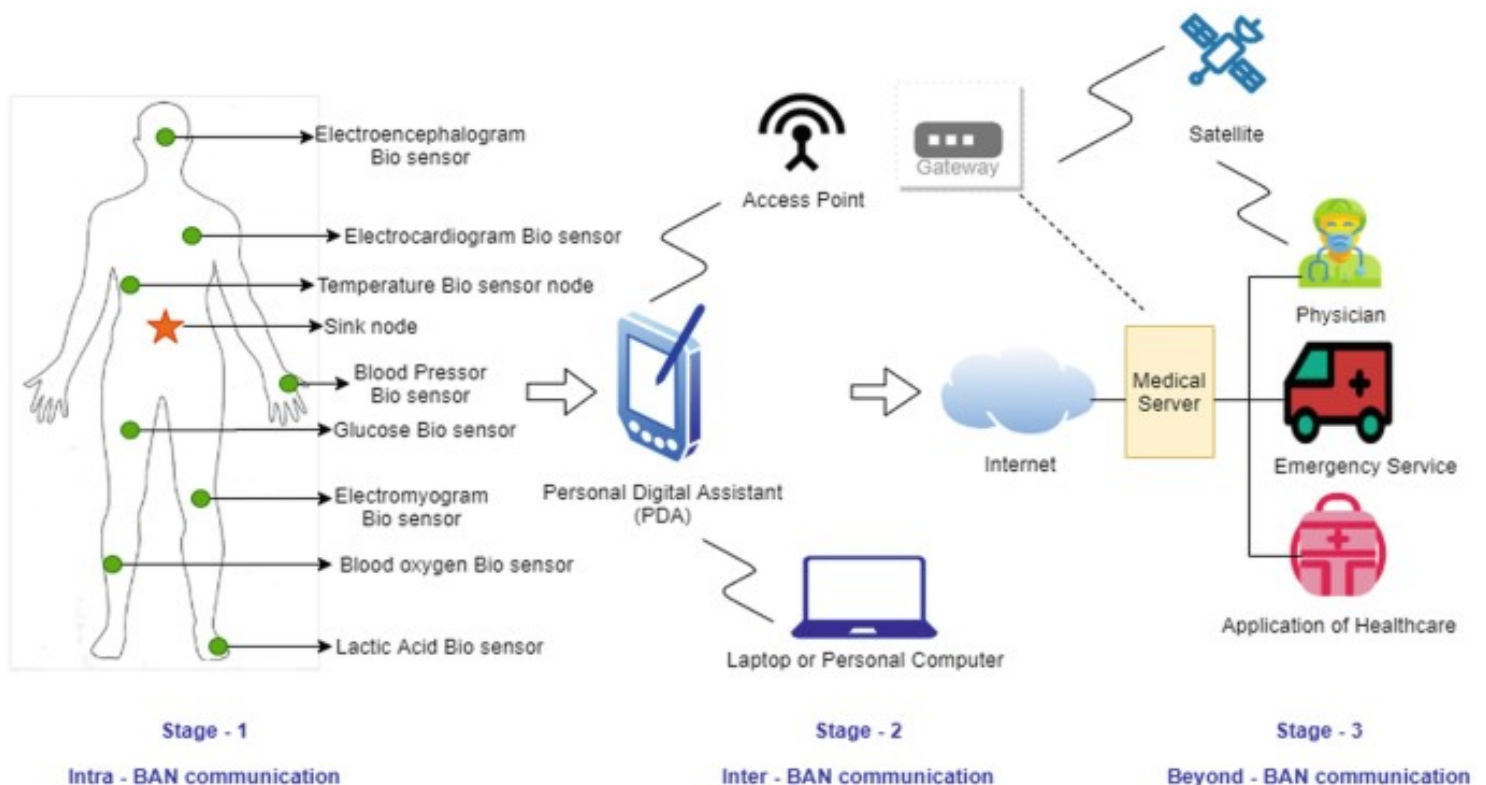 Electroencephalogram
Bio sensor
Electrocardiogram Bio sensor
Temperature Bio sensor node
Sink node
Blood Pressor
Bio sensor
Glucose Bio sensor
Electromyogram
Bio sensor
Blood oxygen Bio sensor
Lactic Acid Bio sensor
Stage - 1
Intra - BAN communication
Access Point
Gateway
Personal Digital Assistant
(PDA)
Laptop or Personal Computer
Internet
Stage - 2
Inter - BAN communication
Satellite
Medical
Server
Physician
Emergency Service
Application of Healthcare
Stage - 3
Beyond - BAN communication